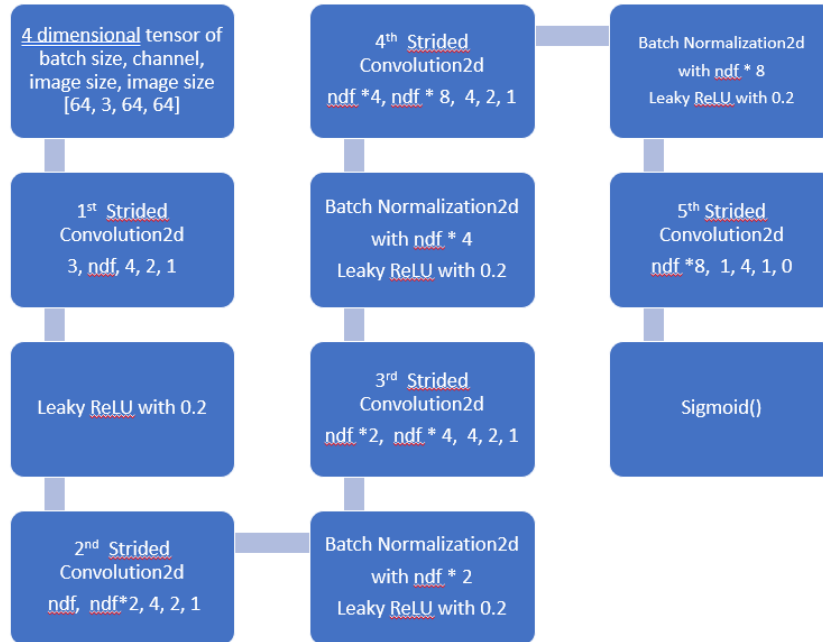 4 dimensional tensor of
batch size, channel,
image size, image size
[64, 3, 64, 64]
1st Strided
Convolution2d
3, ndf, 4, 2, 1
Leaky ReLU with 0.2
2nd Strided
Convolution2d
ndf, ndf*2, 4, 2, 1
Batch Normalization2d
with ndf * 2
Leaky ReLU with 0.2
3rd Strided
Convolution2d
ndf *2, ndf * 4, 4, 2, 1
Batch Normalization2d
with ndf * 4
Leaky ReLU with 0.2
4th Strided
Convolution2d
ndf *4, ndf * 8, 4, 2, 1
Batch Normalization2d
with ndf * 8
Leaky ReLU with 0.2
5th Strided
Convolution2d
ndf *8, 1, 4, 1, 0
Sigmoid()